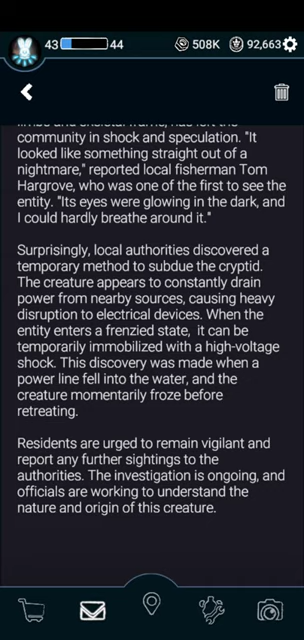 43 44 508K 92,663
limbs and skeletal frame, has left the
community in shock and speculation. "It
looked like something straight out of a
nightmare," reported local fisherman Tom
Hargrove, who was one of the first to see the
entity. "Its eyes were glowing in the dark, and
I could hardly breathe around it."
Surprisingly, local authorities discovered a
temporary method to subdue the cryptid.
The creature appears to constantly drain
power from nearby sources, causing heavy
disruption to electrical devices. When the
entity enters a frenzied state, it can be
temporarily immobilized with a high-voltage
shock. This discovery was made when a
power line fell into the water, and the
creature momentarily froze before
retreating.
Residents are urged to remain vigilant and
report any further sightings to the
authorities. The investigation is ongoing, and
officials are working to understand the
nature and origin of this creature.